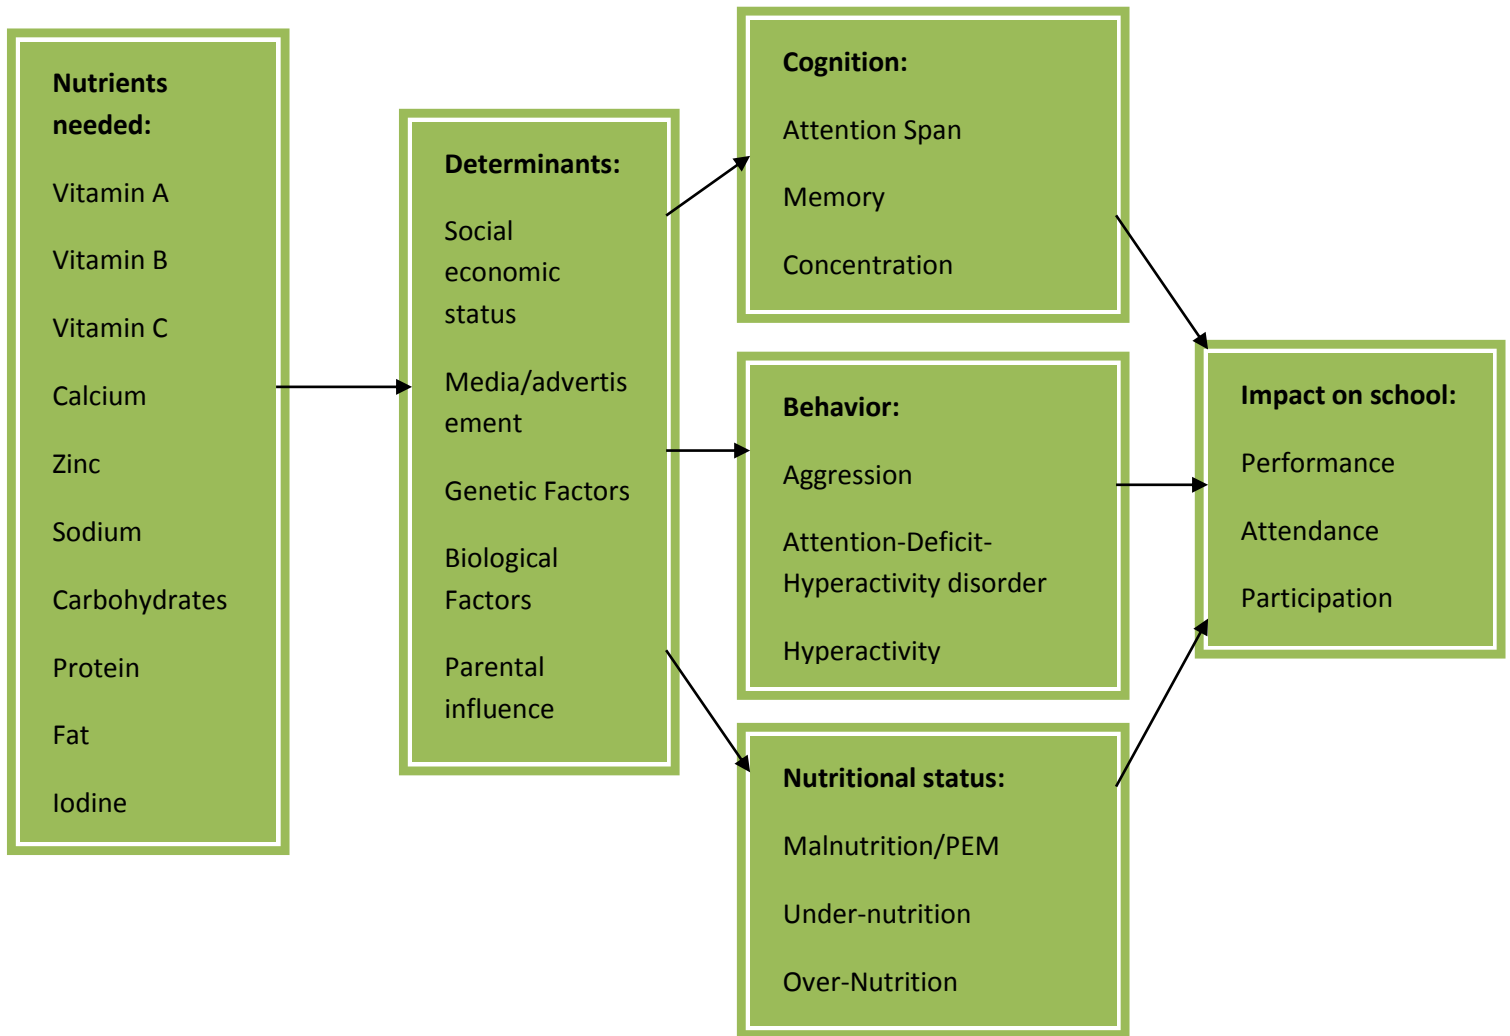 Nutrients
needed:
Vitamin A
Vitamin B
Vitamin C
Calcium
Zinc
Sodium
Carbohydrates
Protein
Fat
Iodine
Determinants:
Social
economic
status
Media/advertis
ement
Genetic Factors
Biological
Factors
Parental
influence
Cognition:
Attention Span
Memory
Concentration
Behavior:
Aggression
Attention-Deficit-
Hyperactivity disorder
Hyperactivity
Nutritional status:
Malnutrition/PEM
Under-nutrition
Over-Nutrition
Impact on school:
Performance
Attendance
Participation